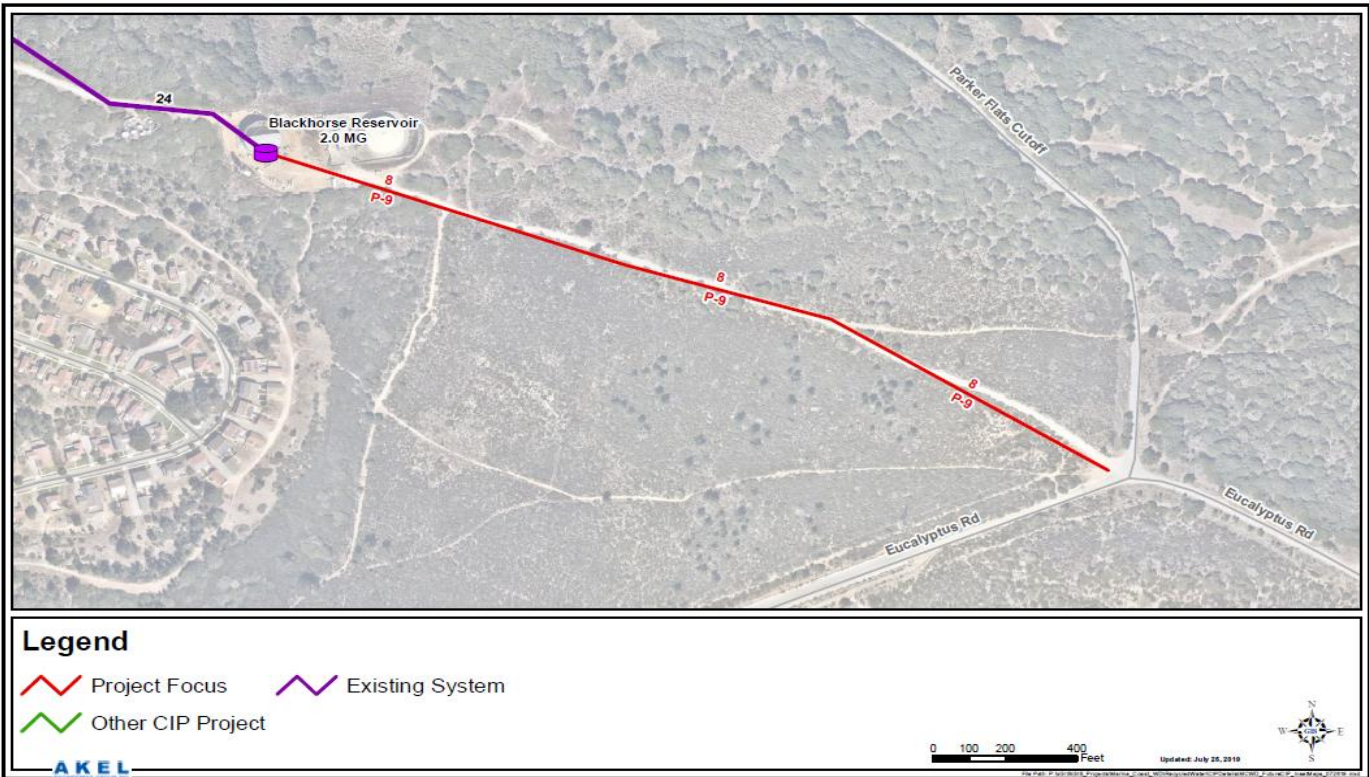 24
Blackhorse Reservoir
2.0 MG
Parker Flats Cutoff
8
P-9
8
P-9
8
P-9
Eucalyptus Rd
Eucalyptus Rd
Legend
Project Focus
Existing System
Other CIP Project
AKEL
0 100 200 400
Feet
N
W GIS E
S